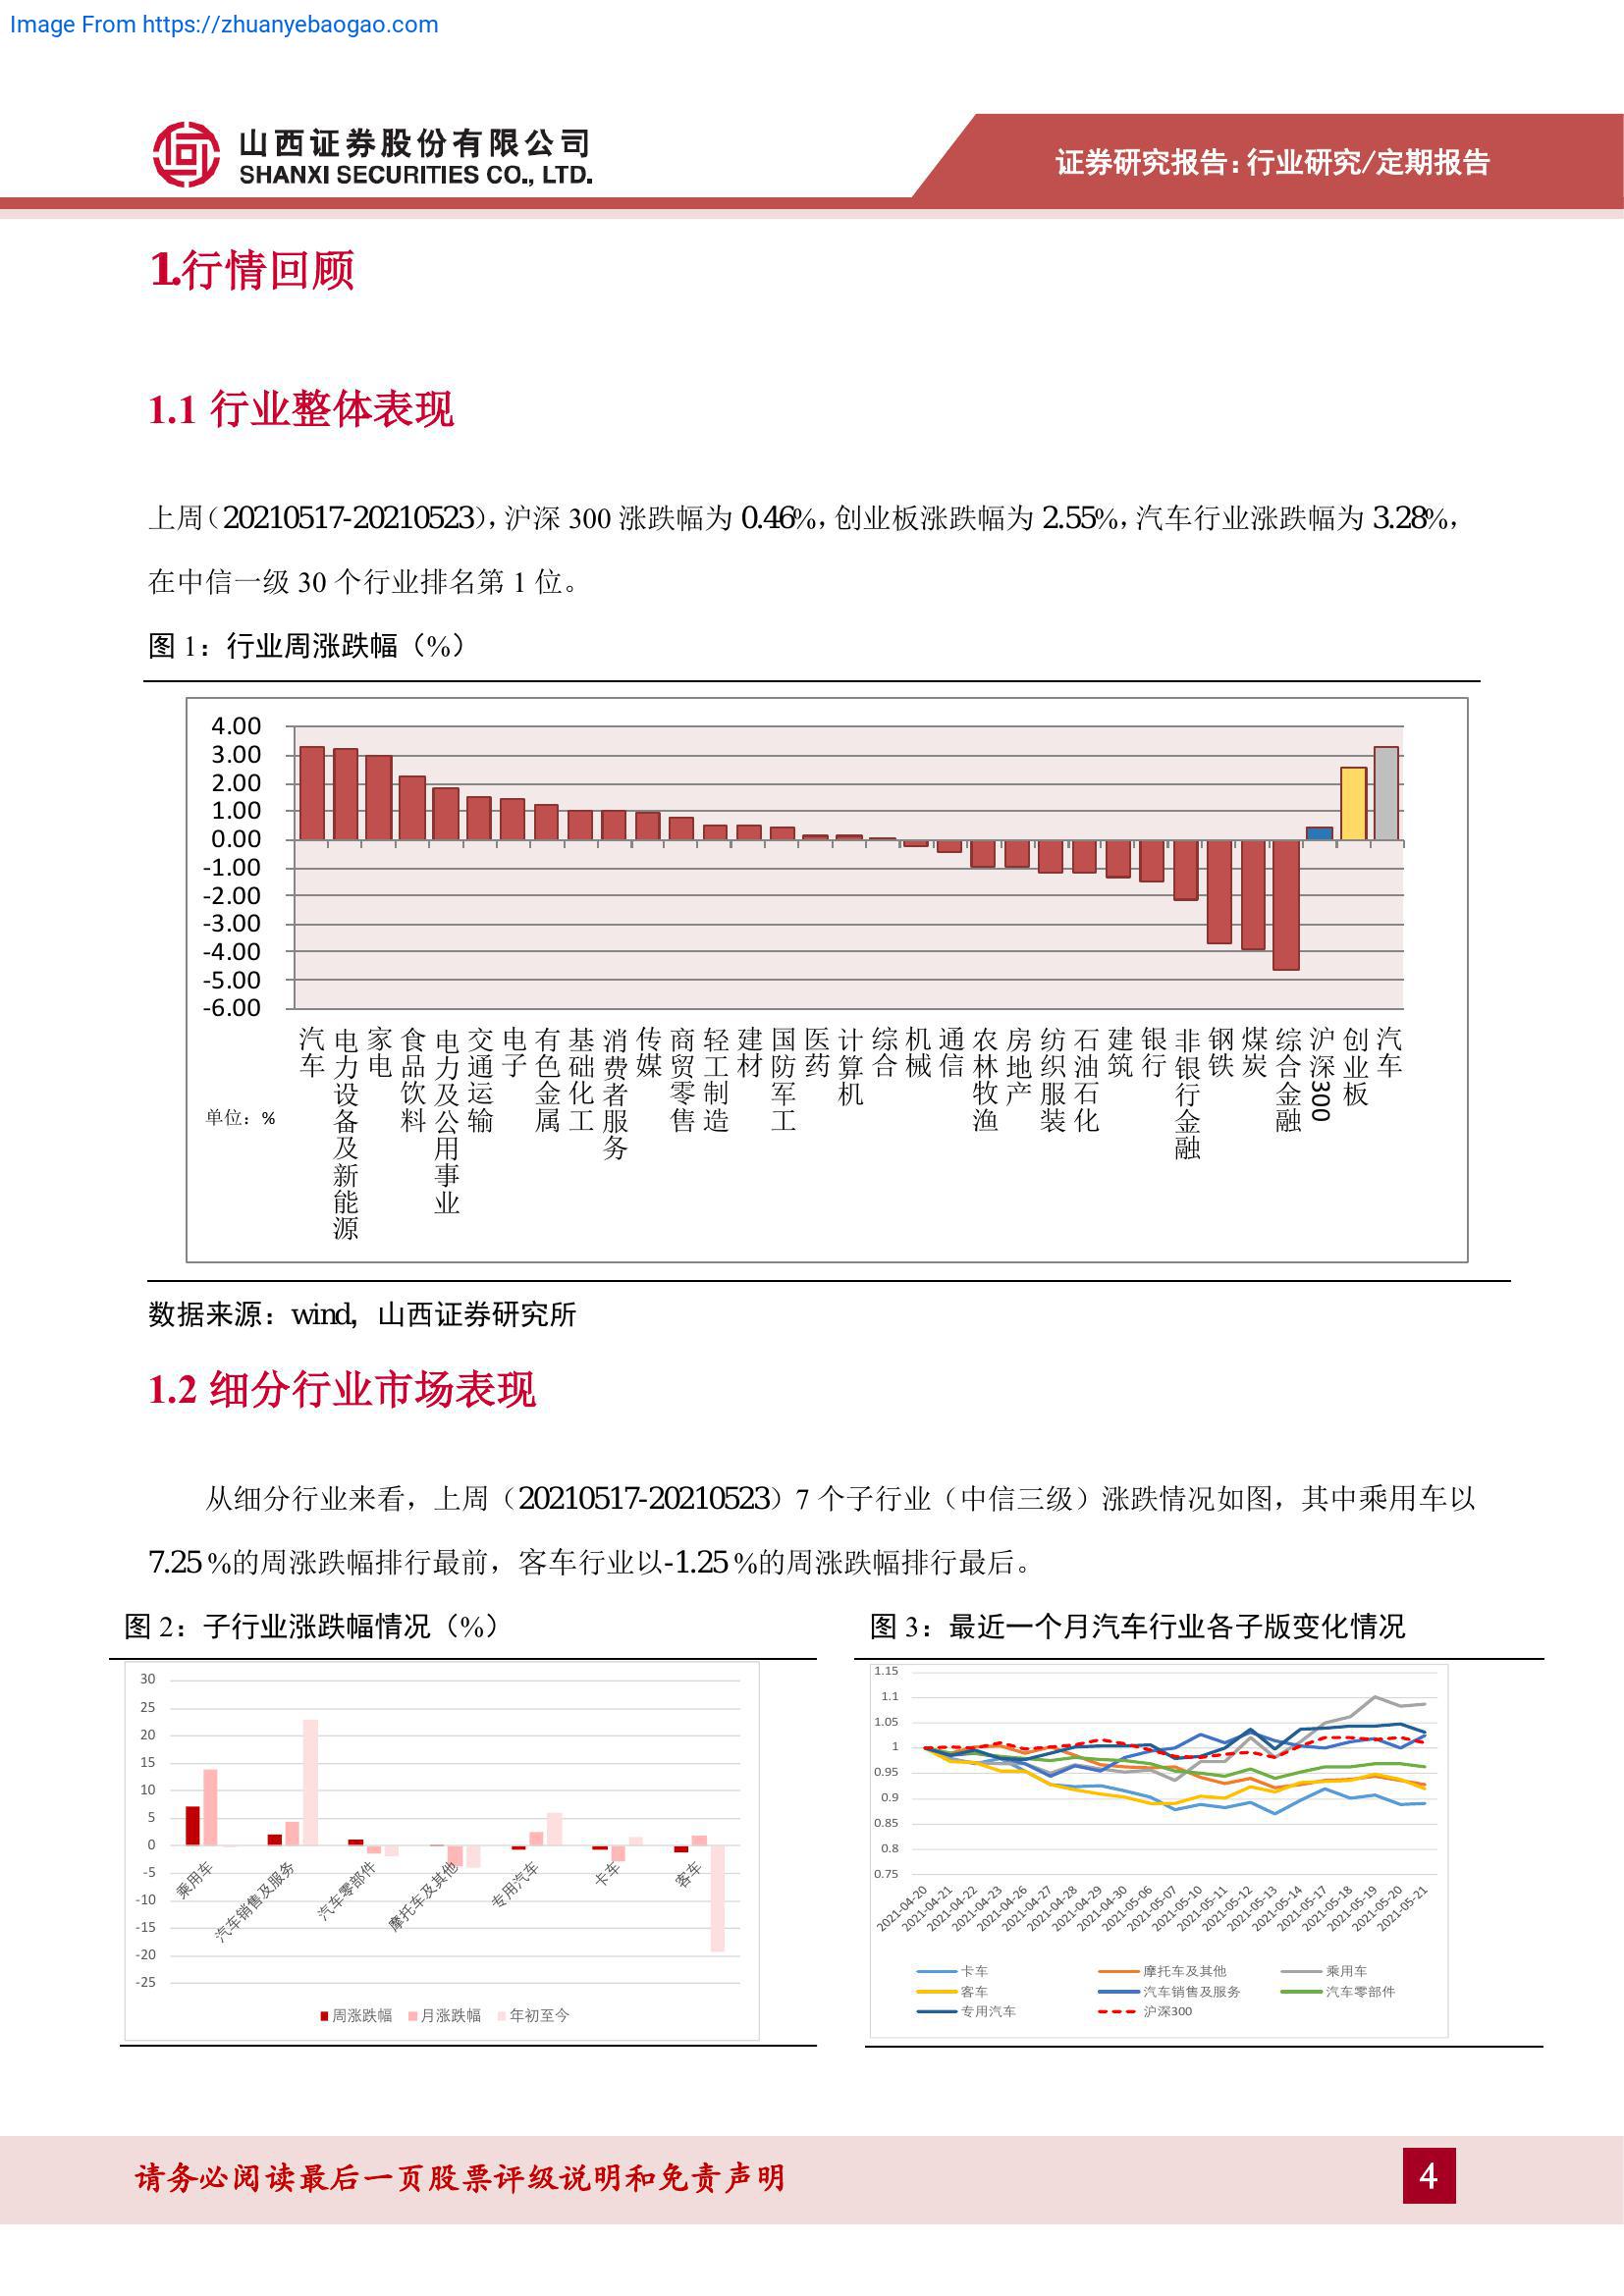 Image From https://zhuanyebaogao.com
山西证券股份有限公司
SHANXI SECURITIES CO., LTD.
证券研究报告：行业研究/定期报告
1.行情回顾
1.1 行业整体表现
上周（20210517-20210523），沪深 300 涨跌幅为 0.46%，创业板涨跌幅为 2.55%，汽车行业涨跌幅为 3.28%，
在中信一级 30 个行业排名第 1 位。
图 1：行业周涨跌幅（%）
4.00
3.00
2.00
1.00
0.00
-1.00
-2.00
-3.00
-4.00
-5.00
-6.00
汽车
电力设备及新能源
家电
食品饮料
电力及公用事业
交通运输
电子
有色金属
基础化工
消费者服务
传媒
商贸零售
轻工制造
建材
国防军工
医药
计算机
综合
机械
通信
农林牧渔
房地产
纺织服装
石油石化
建筑
银行
非银行金融
钢铁
煤炭
综合金融
沪深300
创业板
汽车
单位：%
数据来源：wind，山西证券研究所
1.2 细分行业市场表现
从细分行业来看，上周（20210517-20210523）7 个子行业（中信三级）涨跌情况如图，其中乘用车以
7.25 %的周涨跌幅排行最前，客车行业以-1.25 %的周涨跌幅排行最后。
图 2：子行业涨跌幅情况（%）
30
25
20
15
10
5
0
-5
-10
-15
-20
-25
乘用车
汽车销售及服务
汽车零部件
摩托车及其他
专用汽车
卡车
客车
周涨跌幅 月涨跌幅 年初至今
图 3：最近一个月汽车行业各子版变化情况
1.15
1.1
1.05
1
0.95
0.9
0.85
0.8
0.75
2021-04-20
2021-04-21
2021-04-22
2021-04-23
2021-04-26
2021-04-27
2021-04-28
2021-04-29
2021-04-30
2021-05-06
2021-05-07
2021-05-10
2021-05-11
2021-05-12
2021-05-13
2021-05-14
2021-05-17
2021-05-18
2021-05-19
2021-05-20
2021-05-21
卡车 摩托车及其他 乘用车
客车 汽车销售及服务 汽车零部件
专用汽车 沪深300
请务必阅读最后一页股票评级说明和免责声明
4